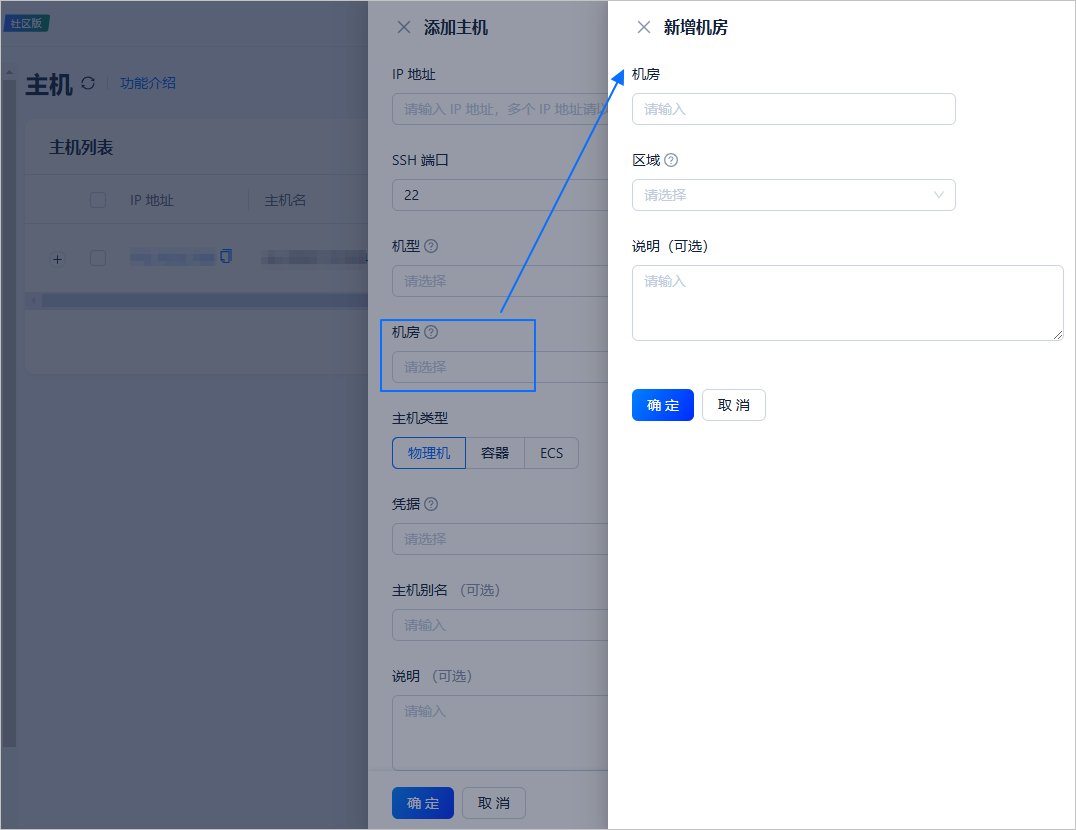 社区版
主机
功能介绍
主机列表
IP 地址
主机名
添加主机
IP 地址
请输入 IP 地址，多个 IP 地址请以
SSH 端口
22
机型
请选择
机房
请选择
主机类型
物理机
容器
ECS
凭据
请选择
主机别名 （可选）
请输入
说明 （可选）
请输入
确 定
取 消
新增机房
机房
请输入
区域
请选择
说明（可选）
请输入
确 定
取 消